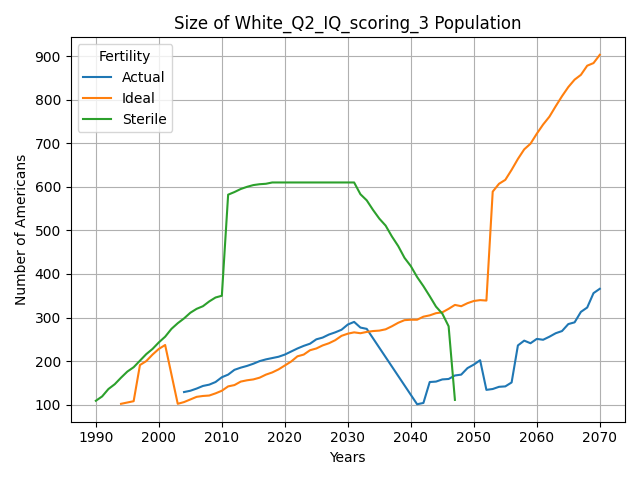 Size of White_Q2_IQ_scoring_3 Population
Fertility
Actual
Ideal
Sterile
Number of Americans
900
800
700
600
500
400
300
200
100
1990 2000 2010 2020 2030 2040 2050 2060 2070
Years